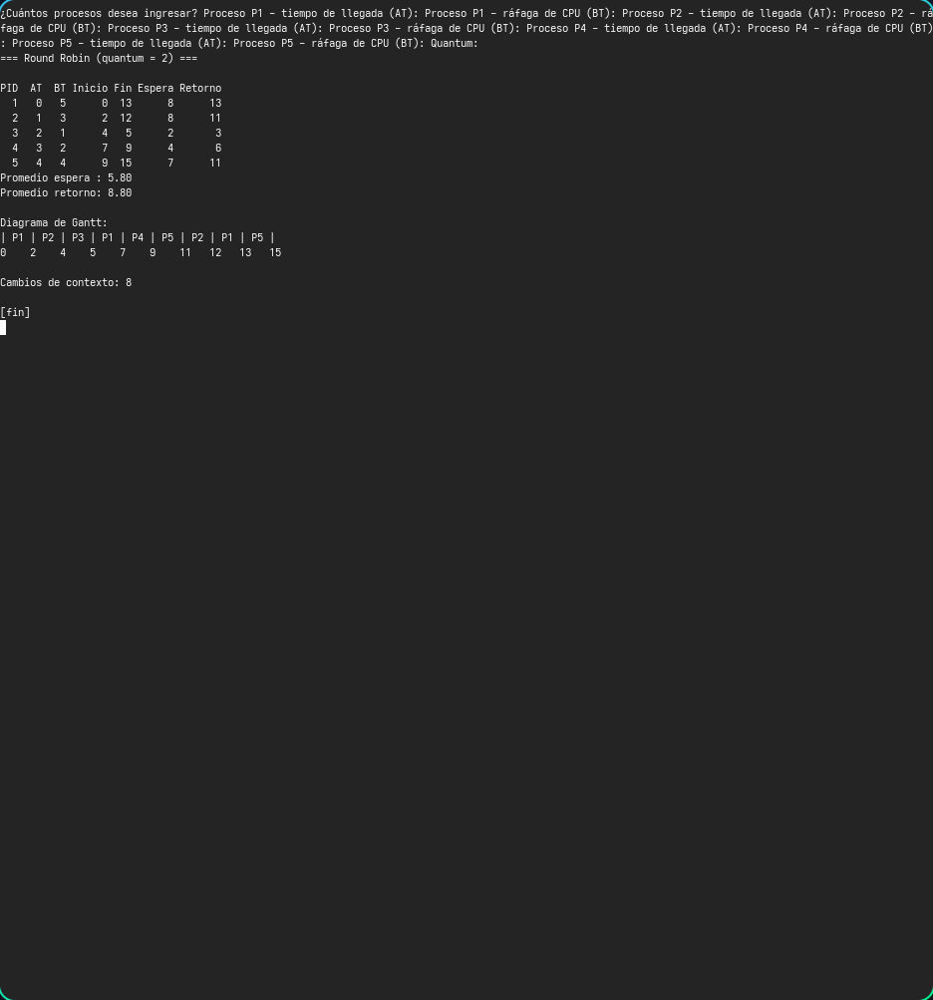 ¿Cuántos procesos desea ingresar? Proceso P1 - tiempo de llegada (AT): Proceso P1 - ráfaga de CPU (BT): Proceso P2 - tiempo de llegada (AT): Proceso P2 - rá
faga de CPU (BT): Proceso P3 - tiempo de llegada (AT): Proceso P3 - ráfaga de CPU (BT): Proceso P4 - tiempo de llegada (AT): Proceso P4 - ráfaga de CPU (BT)
: Proceso P5 - tiempo de llegada (AT): Proceso P5 - ráfaga de CPU (BT): Quantum:
=== Round Robin (quantum = 2) ===
PID  AT  BT Inicio Fin Espera Retorno
  1   0   5      0  13      8      13
  2   1   3      2  12      8      11
  3   2   1      4   5      2       3
  4   3   2      7   9      4       6
  5   4   4      9  15      7      11
Promedio espera : 5.80
Promedio retorno: 8.80
Diagrama de Gantt:
| P1 | P2 | P3 | P1 | P4 | P5 | P2 | P1 | P5 |
0    2    4    5    7    9    11   12   13   15
Cambios de contexto: 8
[fin]